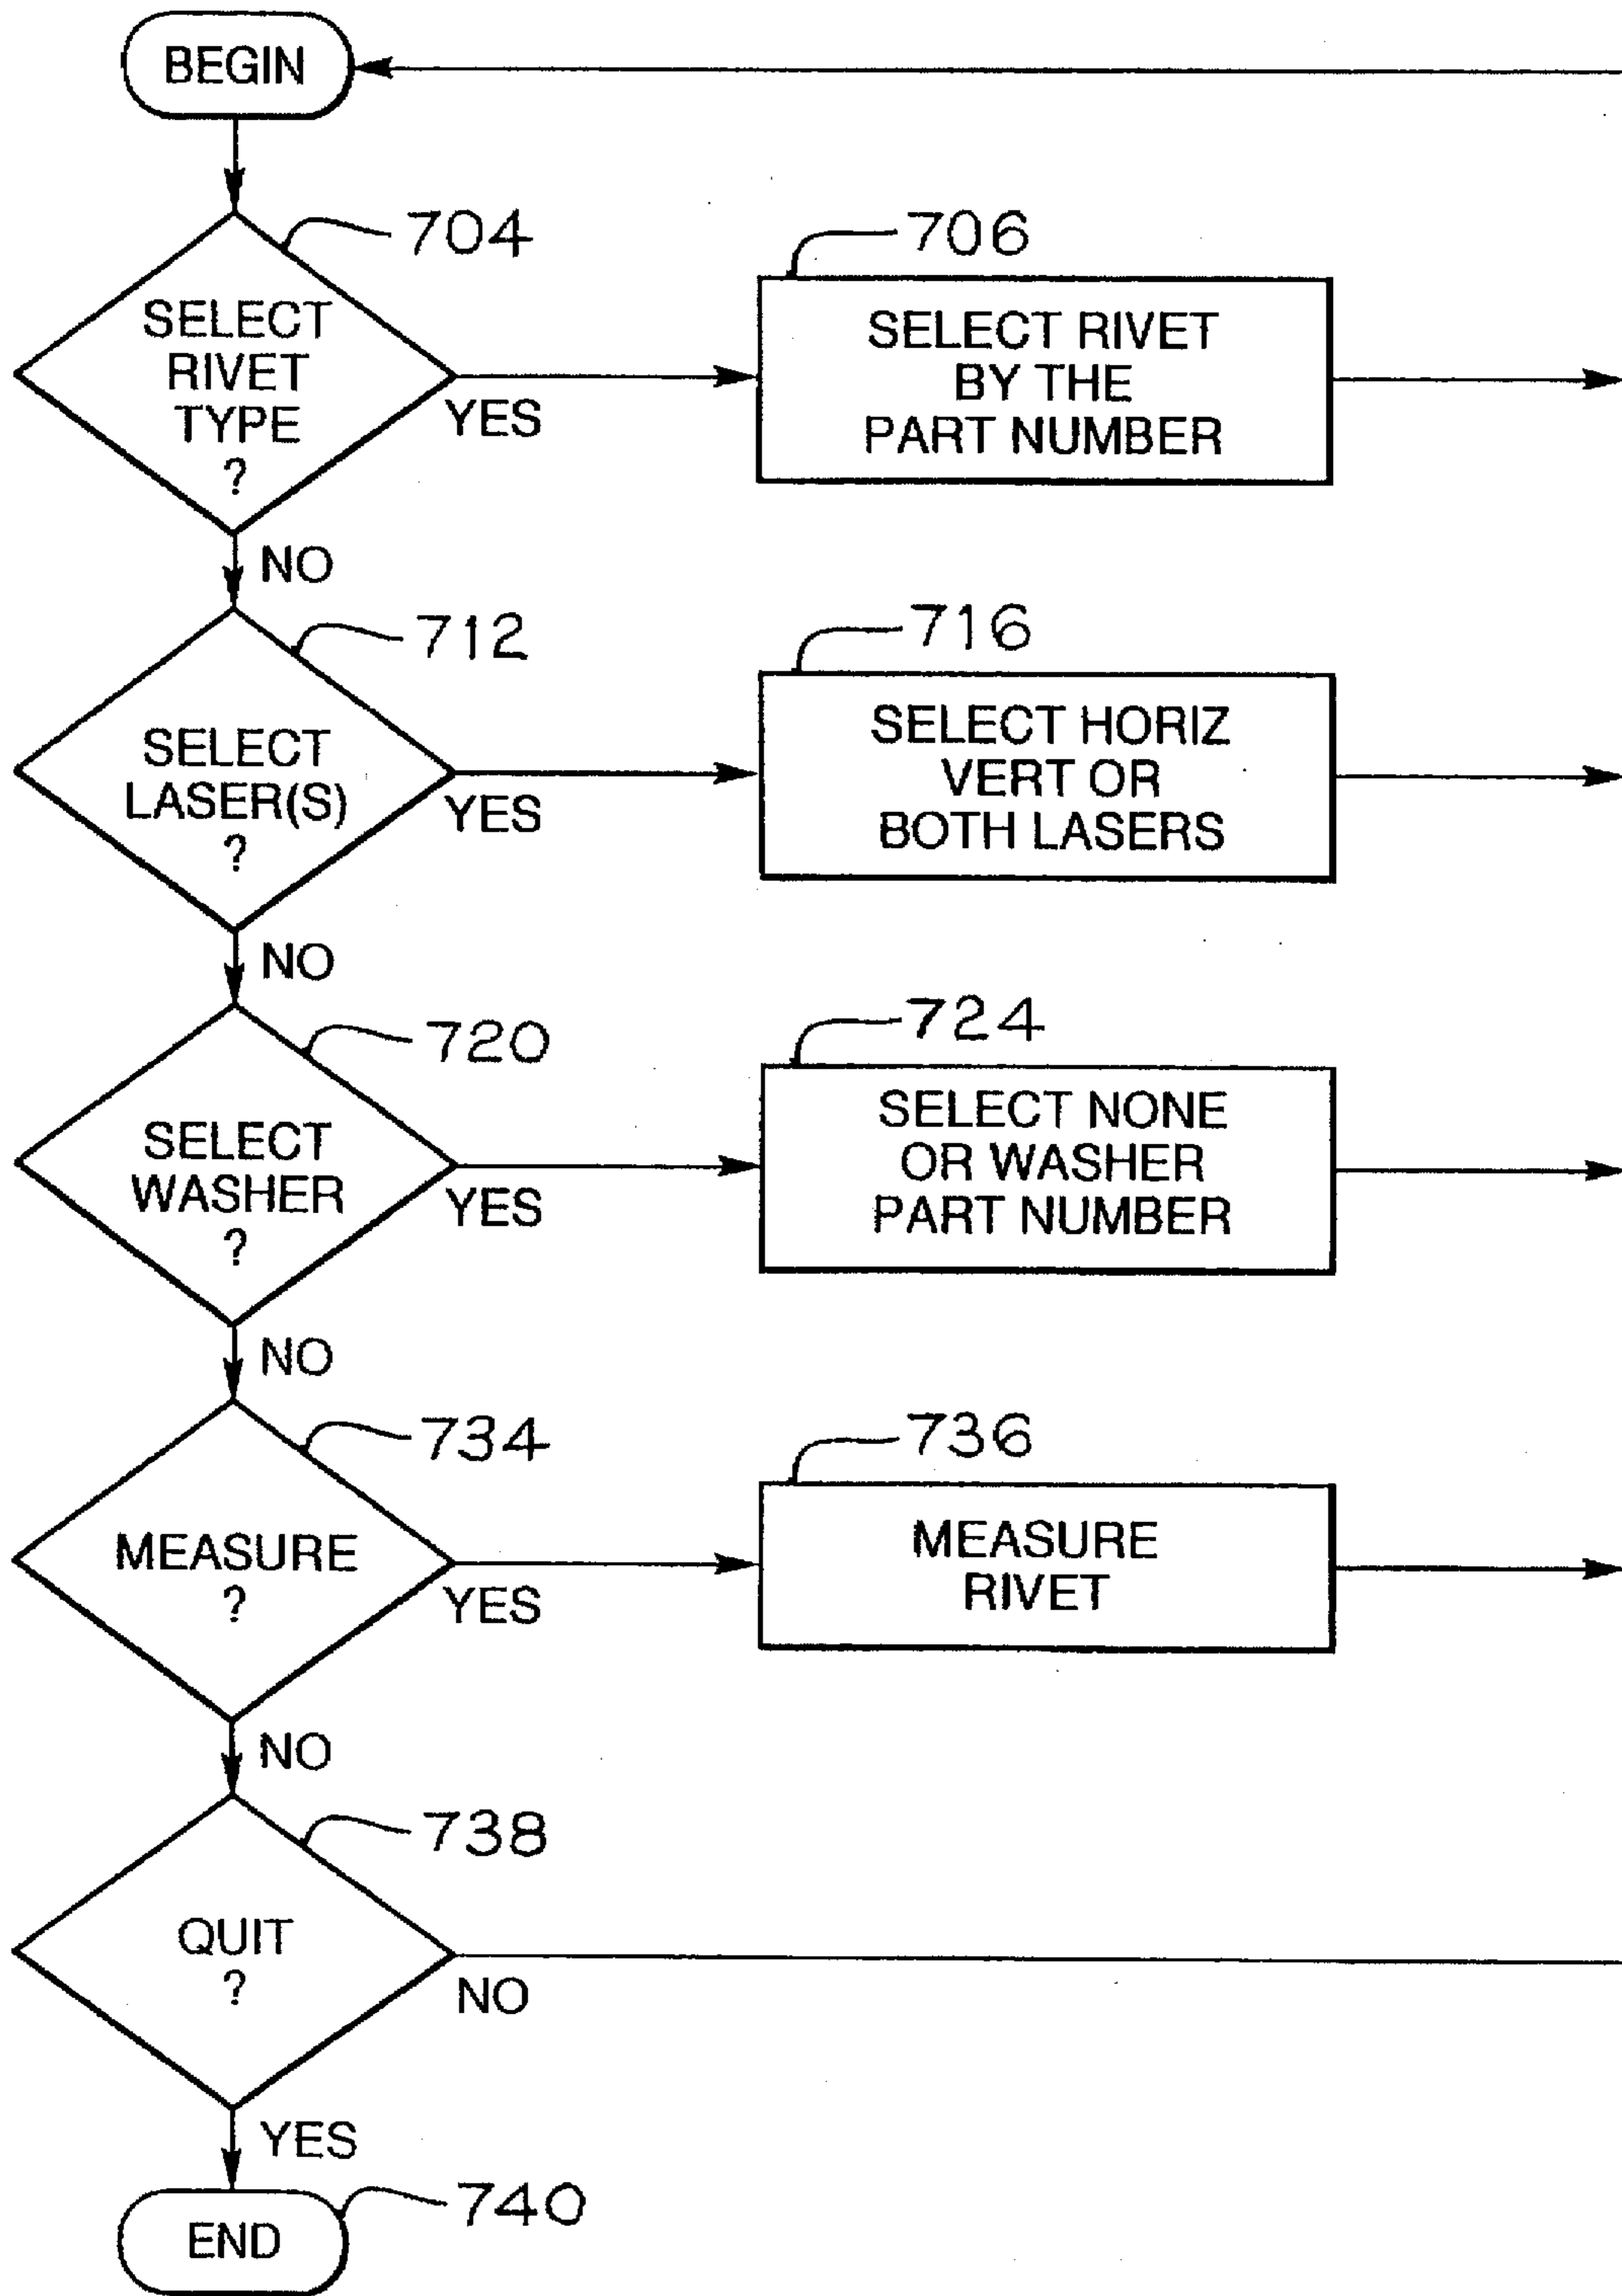 BEGIN
704
SELECT
RIVET
TYPE
?
YES
706
SELECT RIVET
BY THE
PART NUMBER
NO
712
SELECT
LASER(S)
?
YES
716
SELECT HORIZ
VERT OR
BOTH LASERS
NO
720
SELECT
WASHER
?
YES
724
SELECT NONE
OR WASHER
PART NUMBER
NO
734
MEASURE
?
YES
736
MEASURE
RIVET
NO
738
QUIT
?
NO
YES
740
END